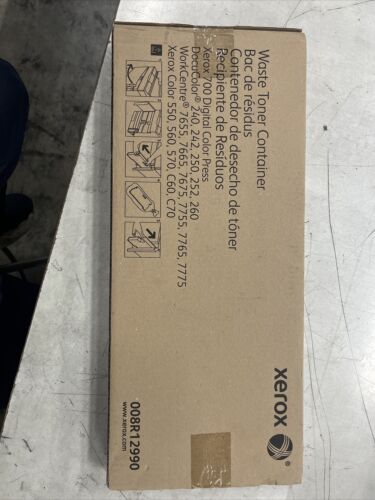 Waste Toner Container
Bac de résidus
Contenedor de desecho de tóner
Recipiente de Resíduos
Xerox 700 Digital Color Press
DocuColor® 240, 242, 250, 252, 260
WorkCentre® 7655, 7665, 7675, 7755, 7765, 7775
Xerox Color 550, 560, 570, C60, C70
xerox
008R12990
www.xerox.com